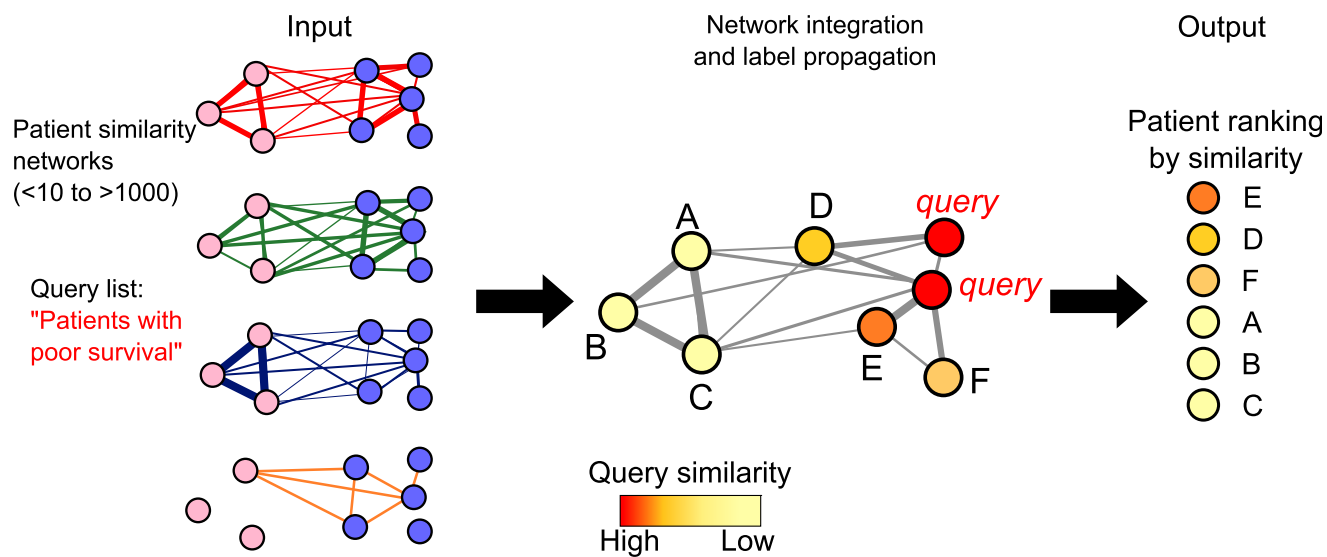 Input
Patient similarity
networks
(<10 to >1000)
Query list:
"Patients with
poor survival"
Network integration
and label propagation
A
B
C
D
query
query
E
F
Query similarity
High
Low
Output
Patient ranking
by similarity
E
D
F
A
B
C